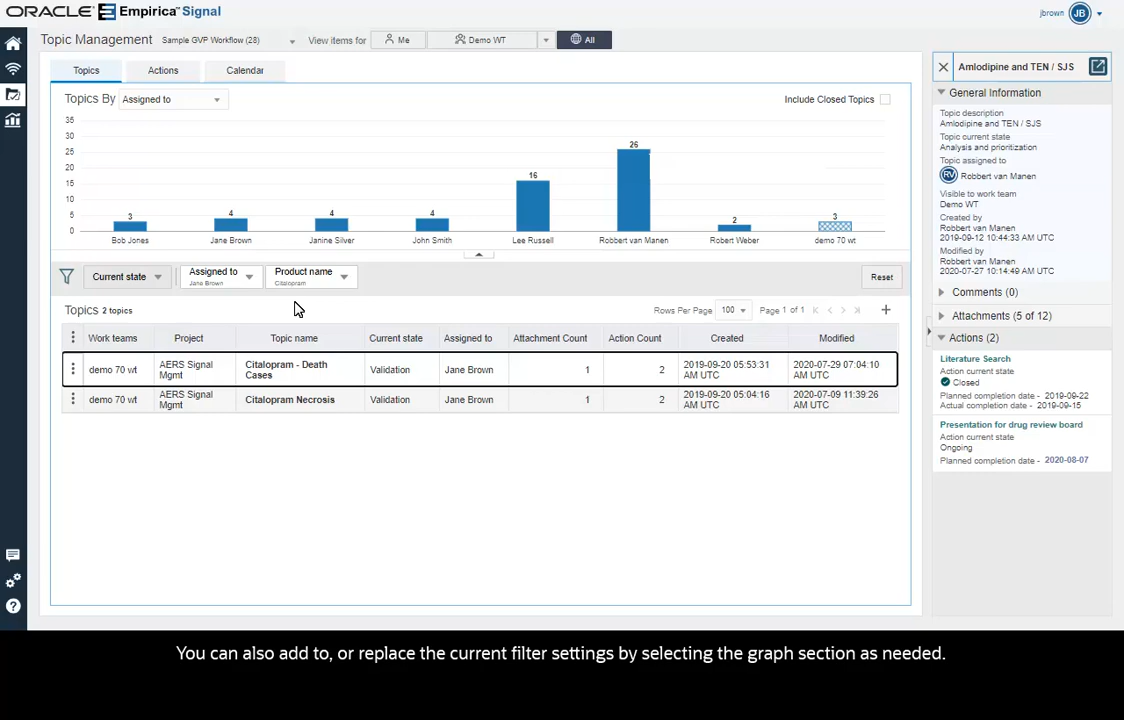 ORACLE Empirica™ Signal
jbrown JB
Topic Management Sample GVP Workflow (28) View items for Me Demo WT All
Topics Actions Calendar
Topics By Assigned to Include Closed Topics
35
30
25
20
15
10
5
0
3 4 4 4 16 26 2 3
Bob Jones Jane Brown Janine Silver John Smith Lee Russell Robbert van Manen Robert Weber demo 70 wt
Current state Assigned to Product name Reset
Jane Brown Citalopram
Topics 2 topics Rows Per Page 100 Page 1 of 1
Work teams Project Topic name Current state Assigned to Attachment Count Action Count Created Modified
demo 70 wt AERS Signal Mgmt Citalopram - Death Cases Validation Jane Brown 1 2 2019-09-20 05:53:31 AM UTC 2020-07-29 07:04:10 AM UTC
demo 70 wt AERS Signal Mgmt Citalopram Necrosis Validation Jane Brown 1 2 2019-09-20 05:04:16 AM UTC 2020-07-09 11:39:26 AM UTC
Amlodipine and TEN / SJS
General Information
Topic description
Amlodipine and TEN / SJS
Topic current state
Analysis and prioritization
Topic assigned to
RV Robbert van Manen
Visible to work team
Demo WT
Created by
Robbert van Manen
2019-09-12 10:44:33 AM UTC
Modified by
Robbert van Manen
2020-07-27 10:14:49 AM UTC
Comments (0)
Attachments (5 of 12)
Actions (2)
Literature Search
Action current state
Closed
Planned completion date - 2019-09-22
Actual completion date - 2019-09-15
Presentation for drug review board
Action current state
Ongoing
Planned completion date - 2020-08-07
You can also add to, or replace the current filter settings by selecting the graph section as needed.